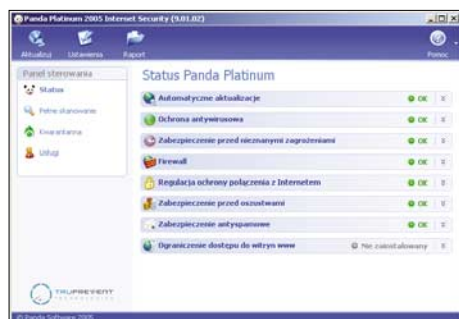 Panda Platinum 2005 Internet Security (9.01.02)
Aktualizuj Ustawienia Raport Pomoc
Panel sterowania
Status
Pełne skanowanie
Kwarantanna
Usługi
Status Panda Platinum
Automatyczne aktualizacje OK
Ochrona antywirusowa OK
Zabezpieczenie przed nieznanymi zagrożeniami OK
Firewall OK
Regulacja ochrony połączenia z Internetem OK
Zabezpieczenie przed oszustwami OK
Zabezpieczenie antyspamowe OK
Ograniczenie dostępu do witryn www Nie zainstalowany
TRUPREVENT
TECHNOLOGIES
© Panda Software 2005